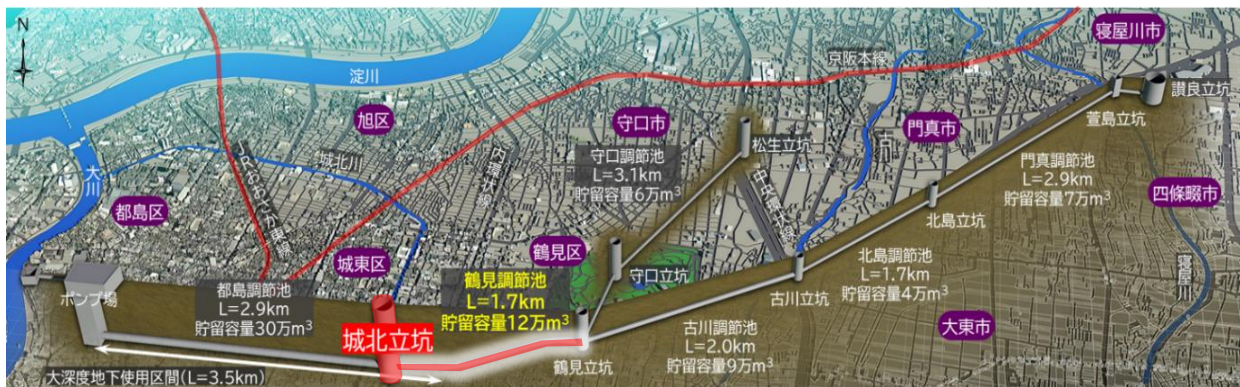 N
淀川
京阪本線
寝屋川市
讃良立坑
萱島立坑
旭区
守口市
松生立坑
古川
門真市
門真調節池
L=2.9km
貯留容量7万m³
四條畷市
大川
城北川
JRおおさか東線
内環状線
守口調節池
L=3.1km
貯留容量6万m³
中央環状線
北島立坑
都島区
城東区
鶴見区
守口立坑
古川立坑
北島調節池
L=1.7km
貯留容量4万m³
寝屋川
大東市
ポンプ場
都島調節池
L=2.9km
貯留容量30万m³
城北立坑
鶴見調節池
L=1.7km
貯留容量12万m³
鶴見立坑
古川調節池
L=2.0km
貯留容量9万m³
大深度地下使用区間(L=3.5km)